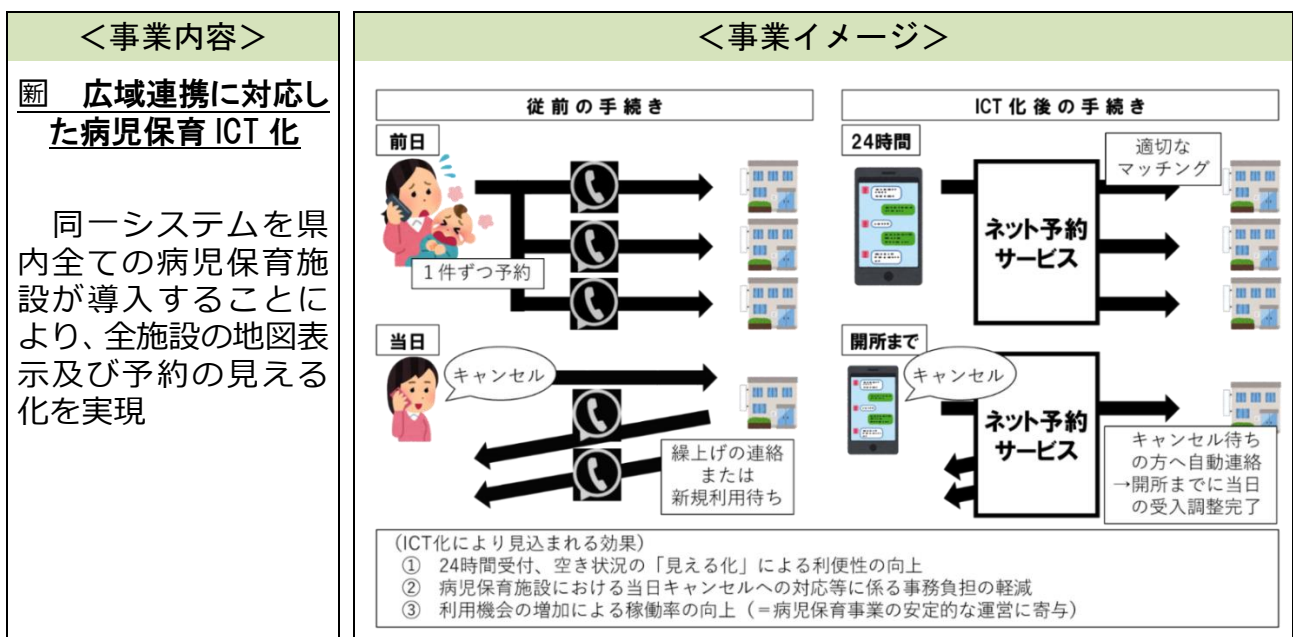 ＜事業内容＞
新　広域連携に対応し
た病児保育 ICT 化
同一システムを県
内全ての病児保育施
設が導入することに
より、全施設の地図表
示及び予約の見える
化を実現
＜事業イメージ＞
従前の手続き
前日
１件ずつ予約
当日
キャンセル
繰上げの連絡
または
新規利用待ち
ICT 化後の手続き
24時間
適切な
マッチング
ネット予約
サービス
開所まで
キャンセル
ネット予約
サービス
キャンセル待ち
の方へ自動連絡
→開所までに当日
の受入調整完了
（ICT化により見込まれる効果）
①　24時間受付、空き状況の「見える化」による利便性の向上
②　病児保育施設における当日キャンセルへの対応等に係る事務負担の軽減
③　利用機会の増加による稼働率の向上（＝病児保育事業の安定的な運営に寄与）